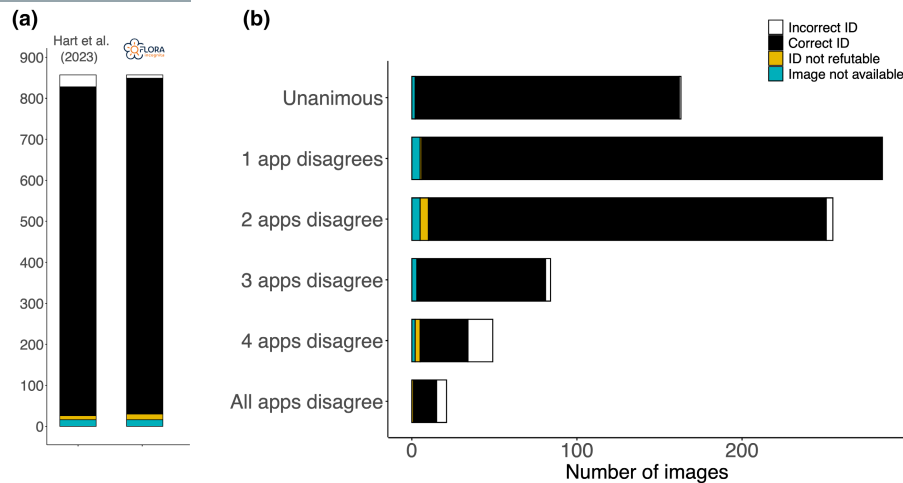 (a)
Hart et al.
(2023)
FLORA
incognita
900
800
700
600
500
400
300
200
100
0
(b)
Incorrect ID
Correct ID
ID not refutable
Image not available
Unanimous
1 app disagrees
2 apps disagree
3 apps disagree
4 apps disagree
All apps disagree
0
100
200
Number of images